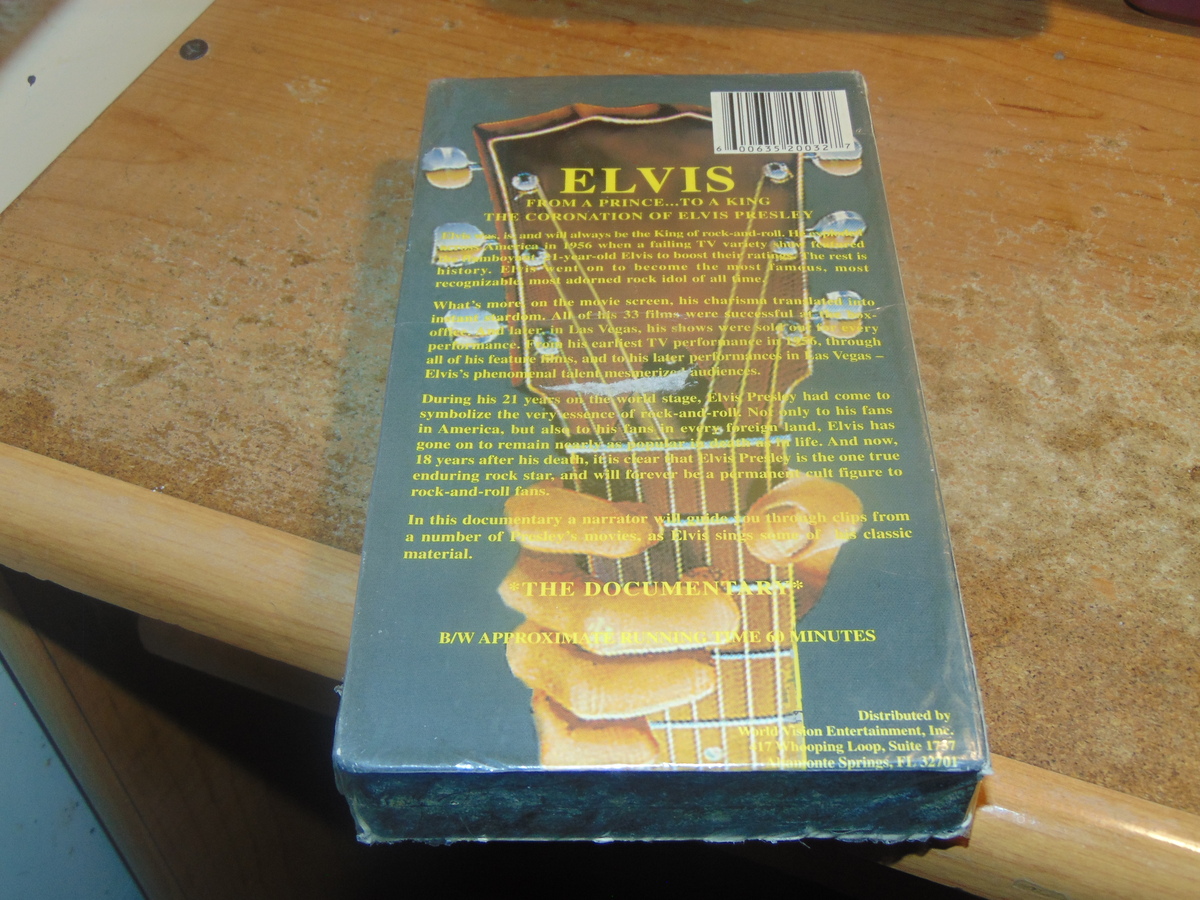 6 00635 20032 7
ELVIS
FROM A PRINCE...TO A KING
THE CORONATION OF ELVIS PRESLEY
Elvis was, is, and will always be the King of rock-and-roll. He
America in 1956 when a failing TV variety show featured
21-year-old Elvis to boost their ratings. The rest is
history. Elvis went on to become the most famous, most
recognizable, most adorned rock idol of all time.
What's more, on the movie screen, his charisma translated into
instant stardom. All of his 33 films were successful at the box-
office. And later, in Las Vegas, his shows were sold out for every
performance. From his earliest TV performance in 1956, through
all of his feature films, and to his later performances in Las Vegas –
Elvis's phenomenal talent mesmerized audiences.
During his 21 years on the world stage, Elvis Presley had come to
symbolize the very essence of rock-and-roll. Not only to his fans
in America, but also to his fans in every foreign land, Elvis has
gone on to remain nearly as popular in death as in life. And now,
18 years after his death, it is clear that Elvis Presley is the one true
enduring rock star, and will forever be a permanent cult figure to
rock-and-roll fans.
In this documentary a narrator will guide you through clips from
a number of Presley's movies, as Elvis sings some of his classic
material.
*THE DOCUMENTARY*
B/W APPROXIMATE RUNNING TIME 60 MINUTES
Distributed by
World Vision Entertainment, Inc.
Whooping Loop, Suite 1737
Altamonte Springs, FL 32701